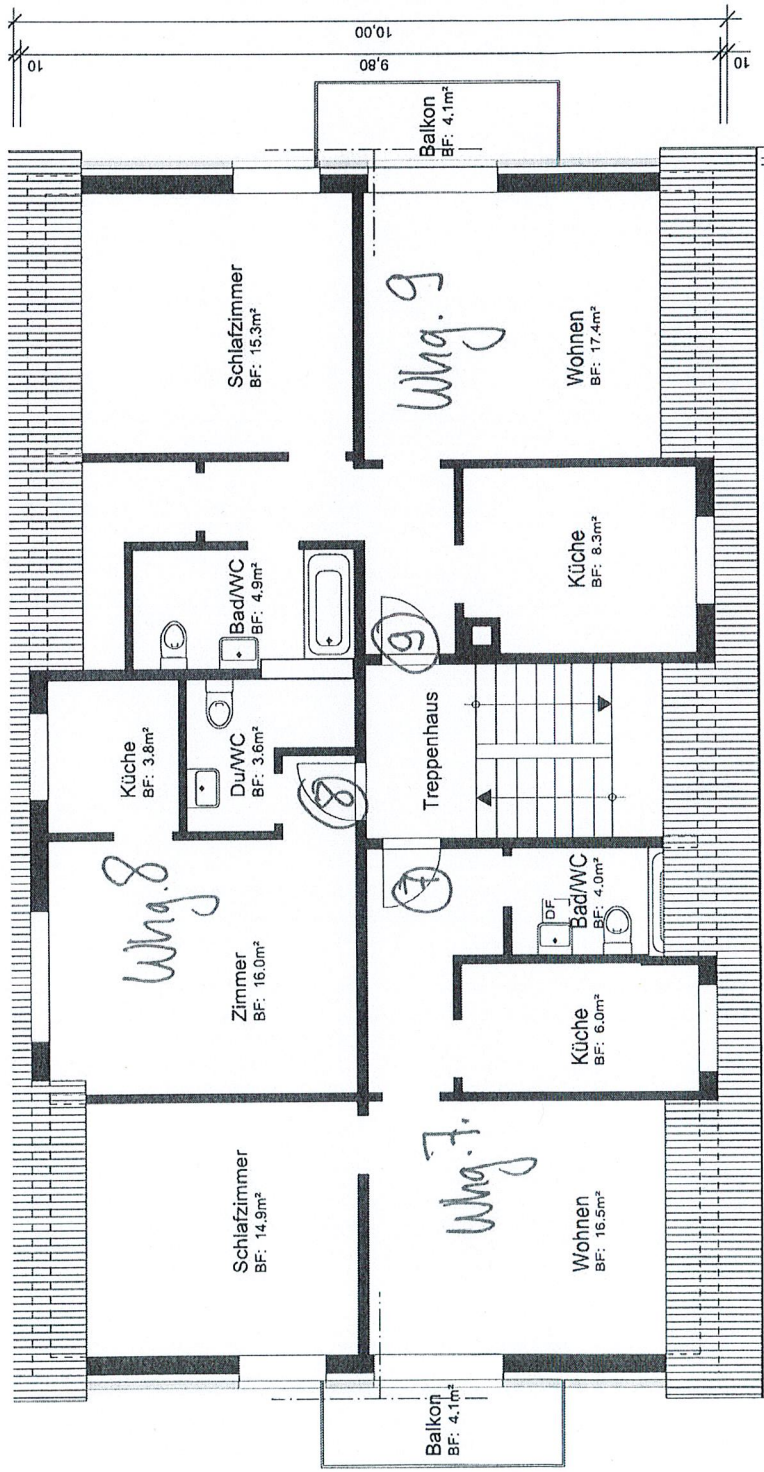 10,00
10
9,80
10
Balkon
BF: 4.1m²
Schlafzimmer
BF: 15.3m²
Whg. 9
Wohnen
BF: 17.4m²
Bad/WC
BF: 4.9m²
9
Küche
BF: 8.3m²
Küche
BF: 3.8m²
Du/WC
BF: 3.6m²
8
Treppenhaus
Whg. 8
Zimmer
BF: 16.0m²
7
DF
Bad/WC
BF: 4.0m²
Küche
BF: 6.0m²
Schlafzimmer
BF: 14.9m²
Whg. 7.
Wohnen
BF: 16.5m²
Balkon
BF: 4.1m²